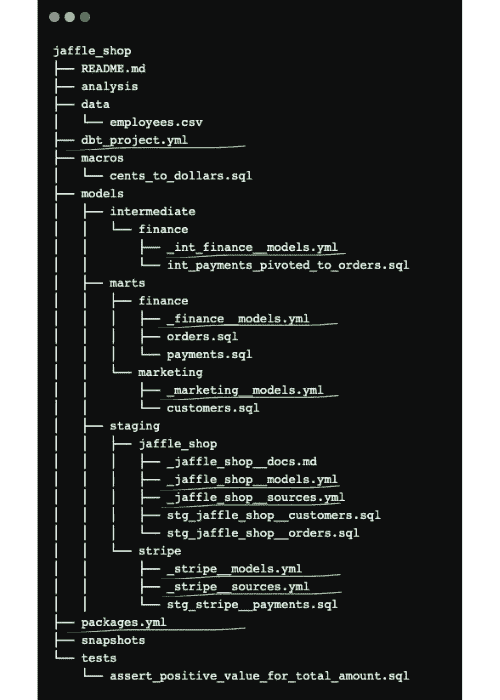 jaffle_shop
├── README.md
├── analysis
├── data
│   └── employees.csv
├── dbt_project.yml
├── macros
│   └── cents_to_dollars.sql
├── models
│   ├── intermediate
│   │   └── finance
│   │       ├── _int_finance__models.yml
│   │       └── int_payments_pivoted_to_orders.sql
│   ├── marts
│   │   ├── finance
│   │   │   ├── _finance__models.yml
│   │   │   ├── orders.sql
│   │   │   └── payments.sql
│   │   └── marketing
│   │       ├── _marketing__models.yml
│   │       └── customers.sql
│   ├── staging
│   │   ├── jaffle_shop
│   │   │   ├── _jaffle_shop__docs.md
│   │   │   ├── _jaffle_shop__models.yml
│   │   │   ├── _jaffle_shop__sources.yml
│   │   │   ├── stg_jaffle_shop__customers.sql
│   │   │   └── stg_jaffle_shop__orders.sql
│   │   └── stripe
│   │       ├── _stripe__models.yml
│   │       ├── _stripe__sources.yml
│   │       └── stg_stripe__payments.sql
├── packages.yml
├── snapshots
└── tests
    └── assert_positive_value_for_total_amount.sql